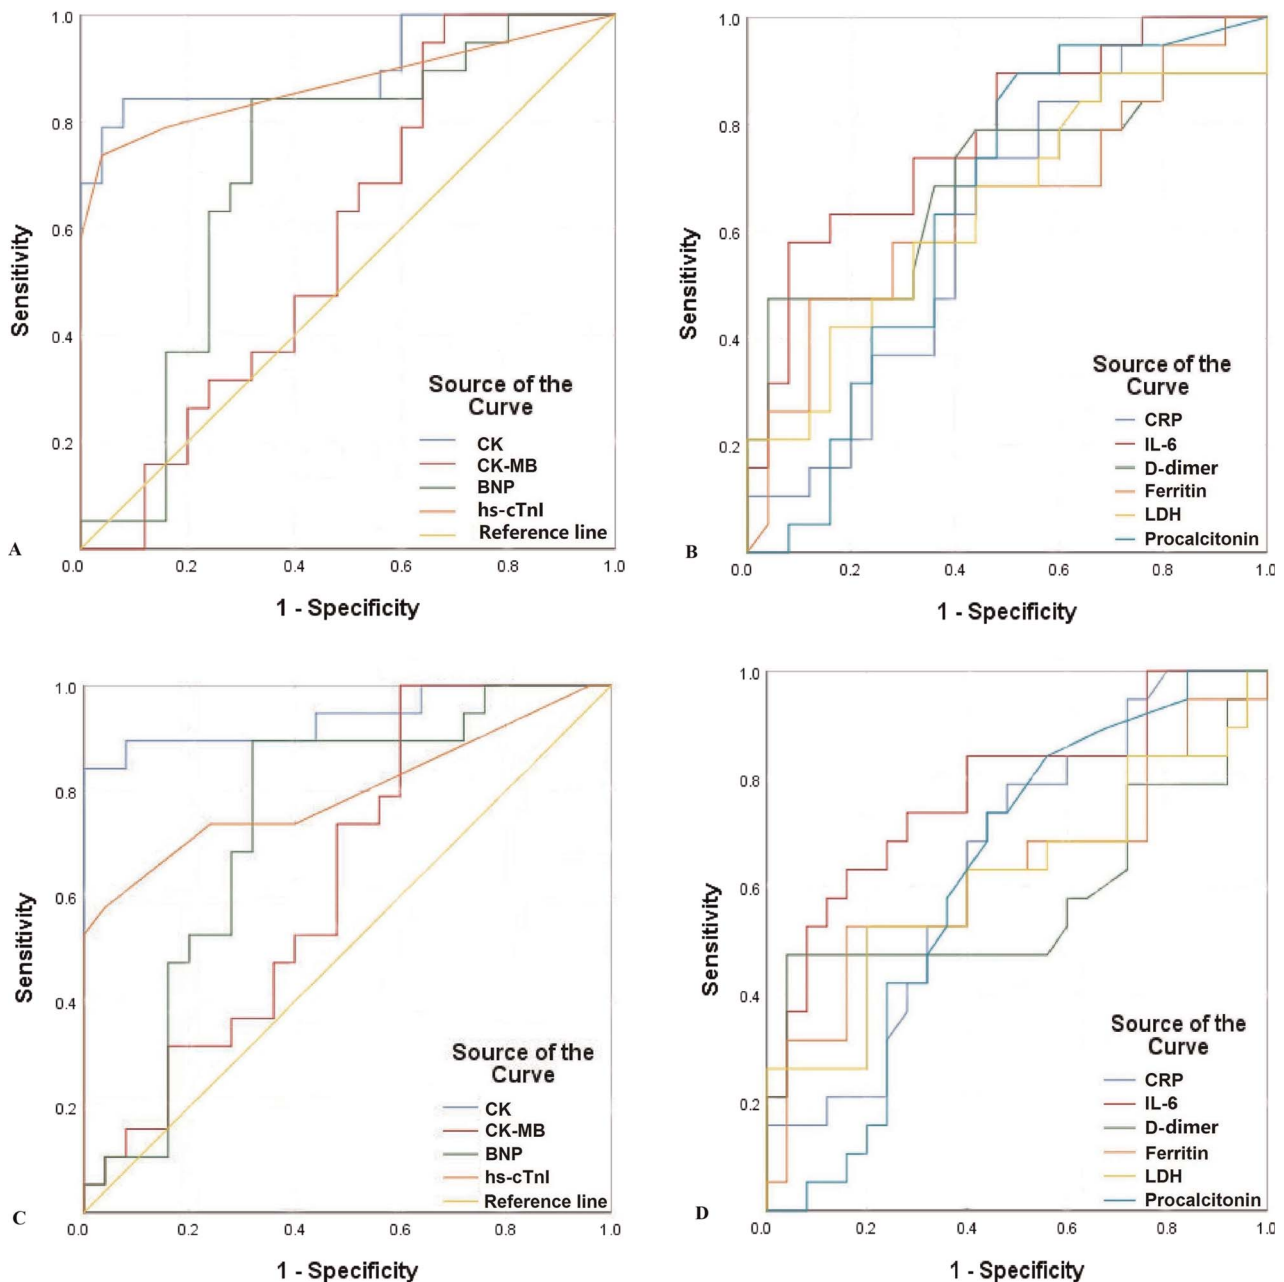 1.0
0.8
0.6
0.4
0.2
Sensitivity
Source of the
Curve
CK
CK-MB
BNP
hs-cTnI
Reference line
A
0.0 0.2 0.4 0.6 0.8 1.0
1 - Specificity
1.0
0.8
0.6
0.4
0.2
Sensitivity
Source of the
Curve
CRP
IL-6
D-dimer
Ferritin
LDH
Procalcitonin
B
0.0 0.2 0.4 0.6 0.8 1.0
1 - Specificity
1.0
0.8
0.6
0.4
0.2
Sensitivity
Source of the
Curve
CK
CK-MB
BNP
hs-cTnI
Reference line
C
0.0 0.2 0.4 0.6 0.8 1.0
1 - Specificity
1.0
0.8
0.6
0.4
0.2
Sensitivity
Source of the
Curve
CRP
IL-6
D-dimer
Ferritin
LDH
Procalcitonin
D
0.0 0.2 0.4 0.6 0.8 1.0
1 - Specificity